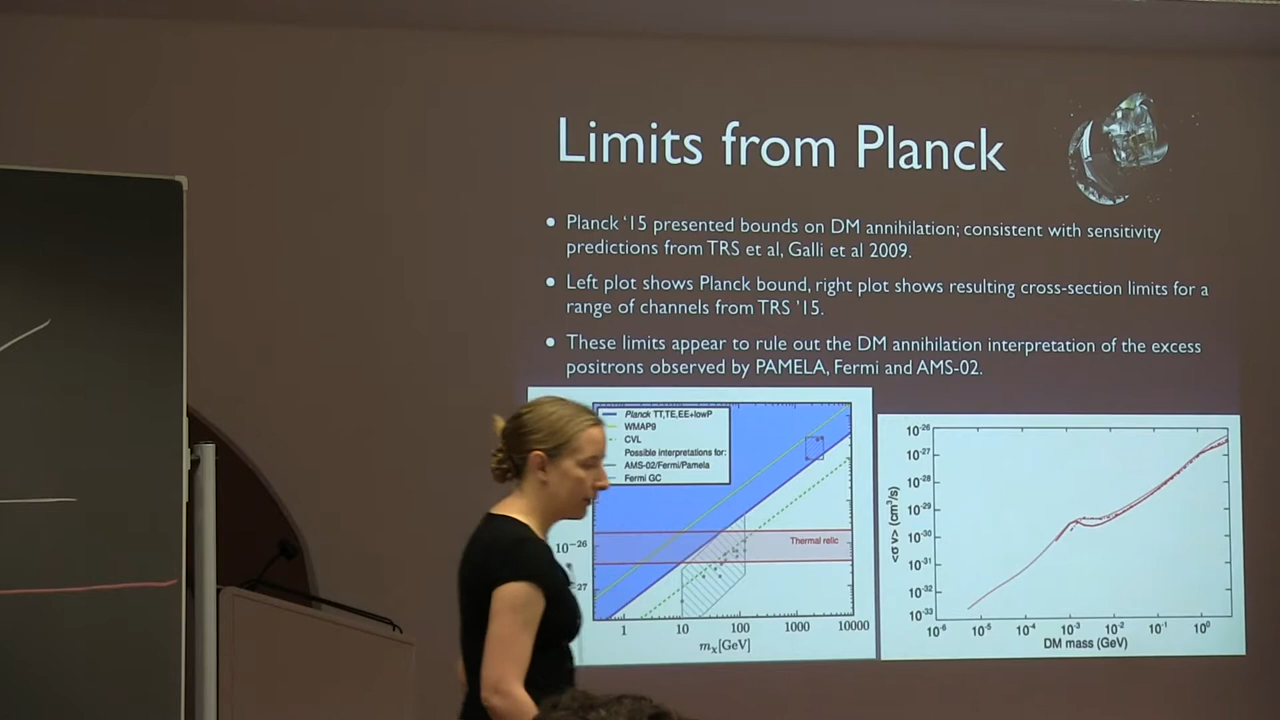 Limits from Planck
• Planck '15 presented bounds on DM annihilation; consistent with sensitivity
predictions from TRS et al, Galli et al 2009.
• Left plot shows Planck bound, right plot shows resulting cross-section limits for a
range of channels from TRS '15.
• These limits appear to rule out the DM annihilation interpretation of the excess
positrons observed by PAMELA, Fermi and AMS-02.
Planck TT,TE,EE+lowP
WMAP9
CVL
Possible interpretations for:
AMS-02/Fermi/Pamela
Fermi GC
Thermal relic
10⁻²⁶
27
1 10 100 1000 10000
mχ[GeV]
<σ v> (cm³/s)
10⁻²⁶
10⁻²⁷
10⁻²⁸
10⁻²⁹
10⁻³⁰
10⁻³¹
10⁻³²
10⁻³³
10⁻⁶ 10⁻⁵ 10⁻⁴ 10⁻³ 10⁻² 10⁻¹ 10⁰
DM mass (GeV)